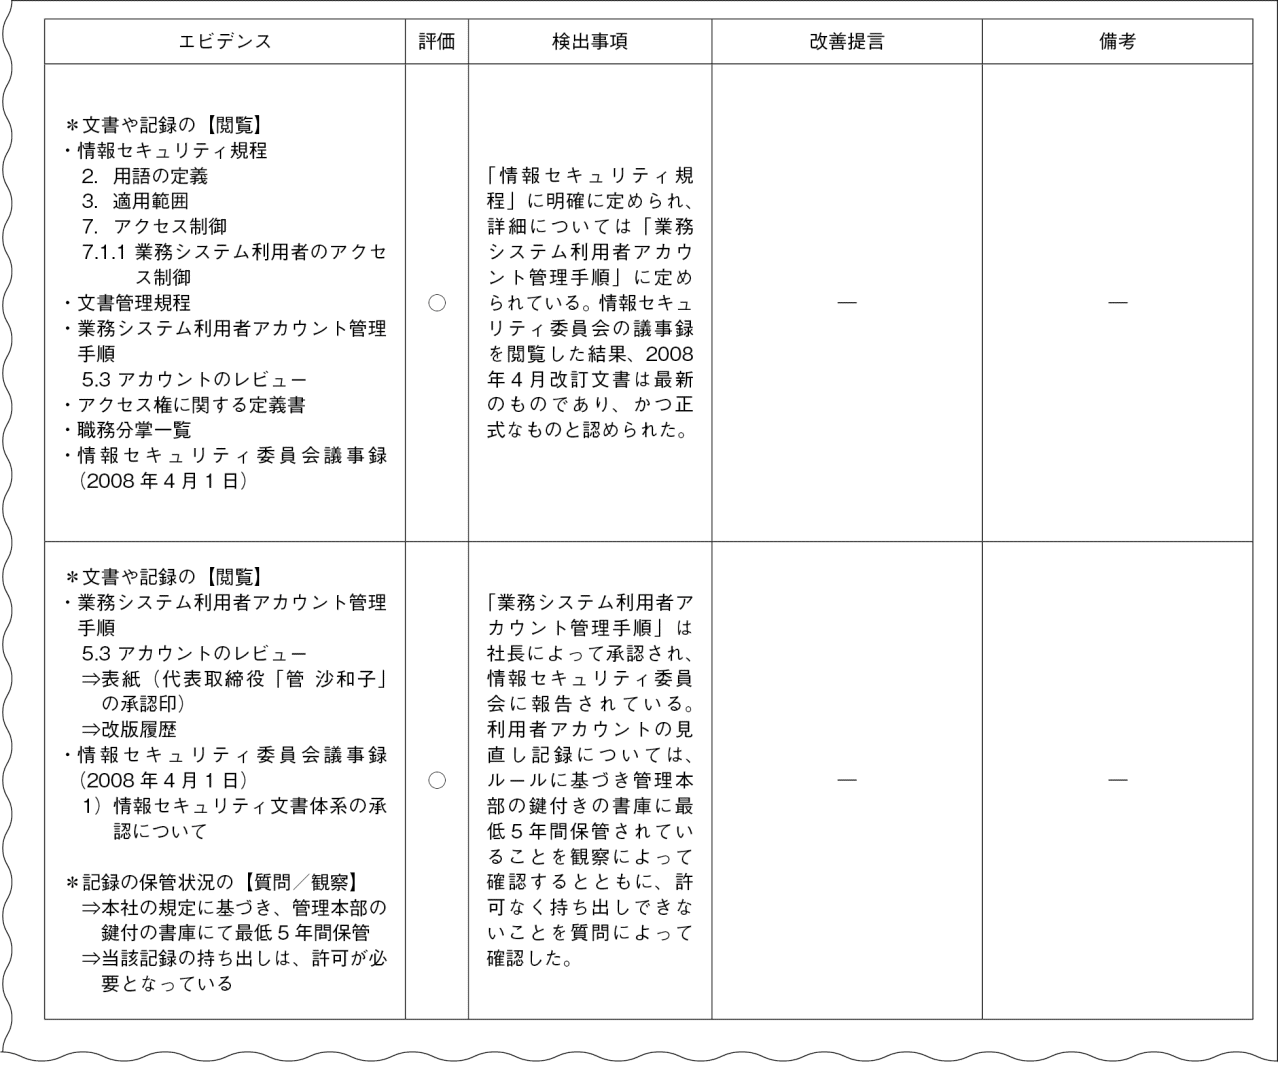 エビデンス
評価
検出事項
改善提言
備考
＊文書や記録の【閲覧】
・情報セキュリティ規程
2. 用語の定義
3. 適用範囲
7. アクセス制御
7.1.1 業務システム利用者のアクセ
ス制御
・文書管理規程
・業務システム利用者アカウント管理
手順
5.3 アカウントのレビュー
・アクセス権に関する定義書
・職務分掌一覧
・情報セキュリティ委員会議事録
（2008 年 4 月 1 日）
○
「情報セキュリティ規
程」に明確に定められ、
詳細については「業務
システム利用者アカウ
ント管理手順」に定め
られている。情報セキュ
リティ委員会の議事録
を閲覧した結果、2008
年 4 月改訂文書は最新
のものであり、かつ正
式なものと認められた。
―
―
＊文書や記録の【閲覧】
・業務システム利用者アカウント管理
手順
5.3 アカウントのレビュー
⇒表紙（代表取締役「管 沙和子」
の承認印）
⇒改版履歴
・情報セキュリティ委員会議事録
（2008 年 4 月 1 日）
1）情報セキュリティ文書体系の承
認について
＊記録の保管状況の【質問／観察】
⇒本社の規定に基づき、管理本部の
鍵付の書庫にて最低 5 年間保管
⇒当該記録の持ち出しは、許可が必
要となっている
○
「業務システム利用者ア
カウント管理手順」は
社長によって承認され、
情報セキュリティ委員
会に報告されている。
利用者アカウントの見
直し記録については、
ルールに基づき管理本
部の鍵付きの書庫に最
低 5 年間保管されてい
ることを観察によって
確認するとともに、許
可なく持ち出しできな
いことを質問によって
確認した。
―
―